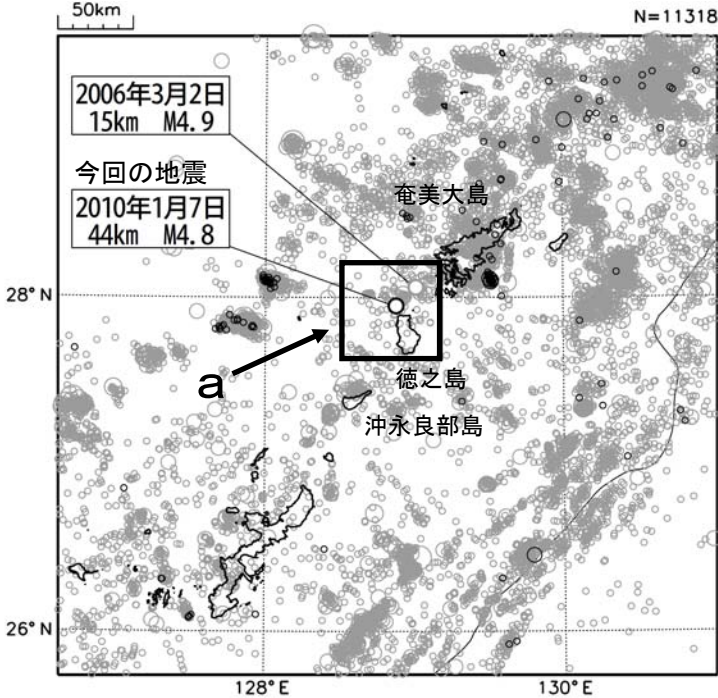 50km
N=11318
2006年3月2日
15km M4.9
今回の地震
2010年1月7日
44km M4.8
奄美大島
28°N
a
徳之島
沖永良部島
26°N
128°E
130°E